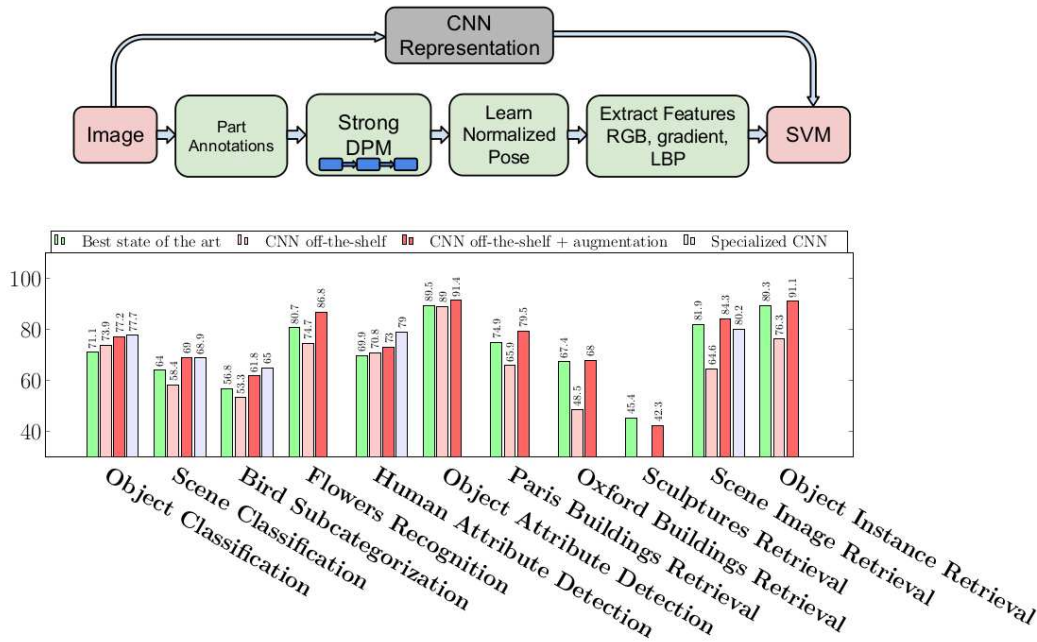 CNN
Representation
Image
Part
Annotations
Strong
DPM
Learn
Normalized
Pose
Extract Features
RGB, gradient,
LBP
SVM
Best state of the art
CNN off-the-shelf
CNN off-the-shelf + augmentation
Specialized CNN
100
80
60
40
71.1
73.9
77.2
77.7
64
58.4
69
68.9
56.8
53.3
61.8
65
80.7
74.7
86.8
69.9
70.8
73
79
89.5
89
91.4
74.9
65.9
79.5
67.4
48.5
68
45.4
42.3
81.9
64.6
84.3
80.2
89.3
76.3
91.1
Object Classification
Scene Classification
Bird Subcategorization
Flowers Recognition
Human Attribute Detection
Object Attribute Detection
Paris Buildings Retrieval
Oxford Buildings Retrieval
Sculptures Retrieval
Scene Image Retrieval
Object Instance Retrieval